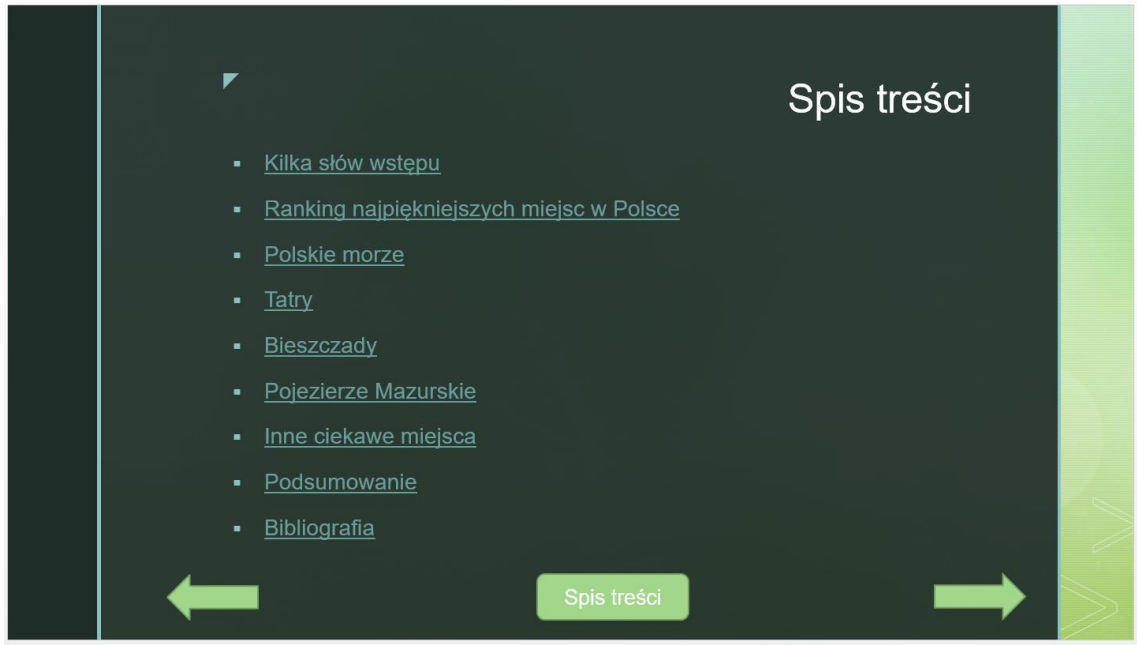 Spis treści
Kilka słów wstępu
Ranking najpiękniejszych miejsc w Polsce
Polskie morze
Tatry
Bieszczady
Pojezierze Mazurskie
Inne ciekawe miejsca
Podsumowanie
Bibliografia
Spis treści